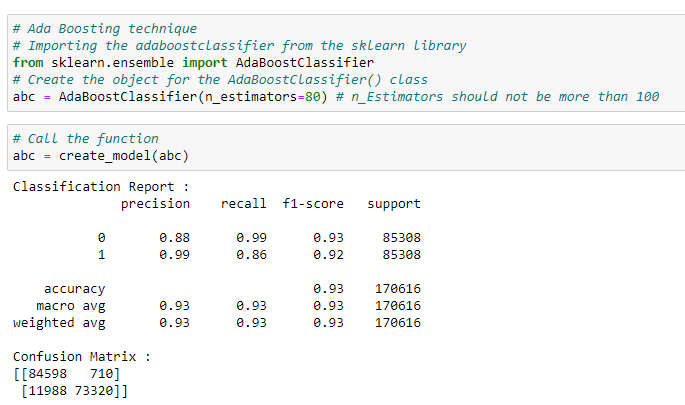 # Ada Boosting technique
# Importing the adaboostclassifier from the sklearn library
from sklearn.ensemble import AdaBoostClassifier
# Create the object for the AdaBoostClassifier() class
abc = AdaBoostClassifier(n_estimators=80) # n_Estimators should not be more than 100
# Call the function
abc = create_model(abc)
Classification Report :
precision recall f1-score support
0 0.88 0.99 0.93 85308
1 0.99 0.86 0.92 85308
accuracy 0.93 170616
macro avg 0.93 0.93 0.93 170616
weighted avg 0.93 0.93 0.93 170616
Confusion Matrix :
[[84598 710]
[11988 73320]]